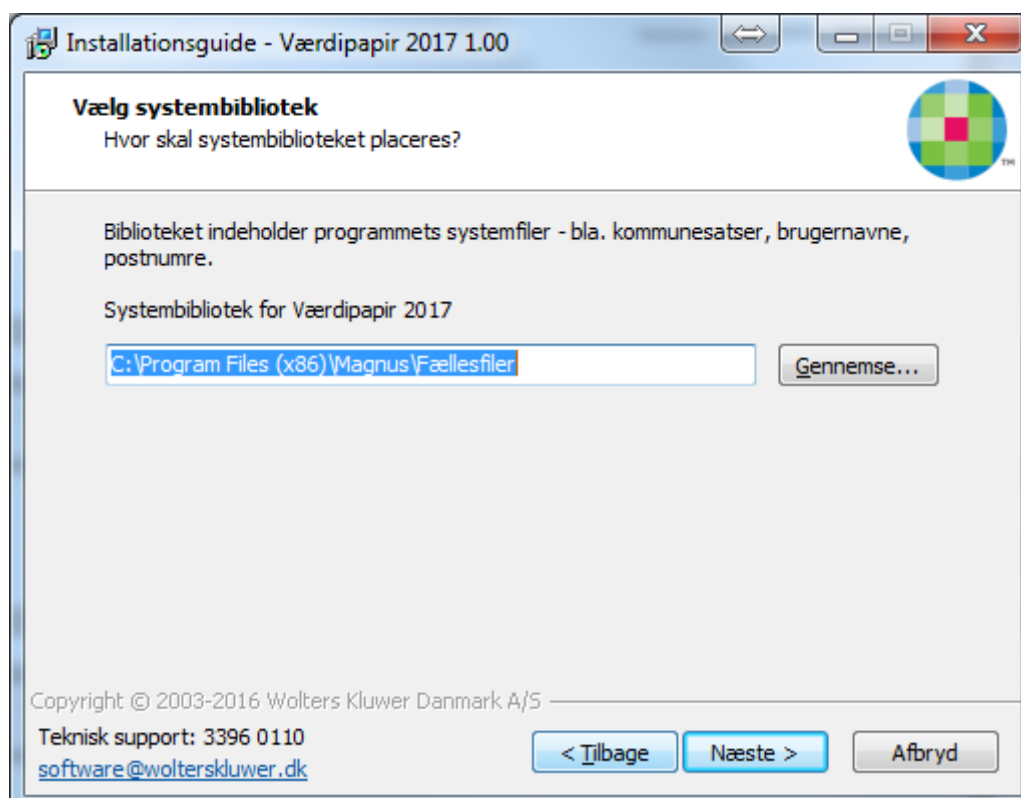 Installationsguide - Værdipapir 2017 1.00
Vælg systembibliotek
Hvor skal systembiblioteket placeres?
TM
Biblioteket indeholder programmets systemfiler - bla. kommunesatser, brugernavne,
postnumre.
Systembibliotek for Værdipapir 2017
C:\Program Files (x86)\Magnus\Fællesfiler
Gennemse...
Copyright © 2003-2016 Wolters Kluwer Danmark A/S
Teknisk support: 3396 0110
software@wolterskluwer.dk
< Tilbage
Næste >
Afbryd